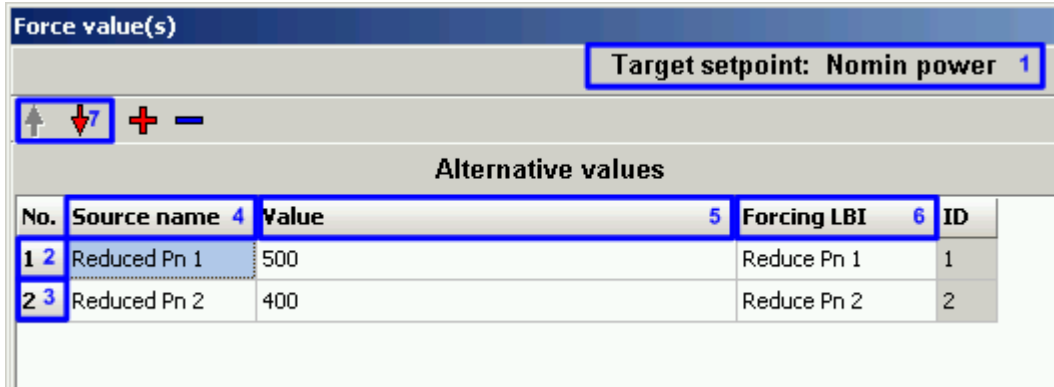 Force value(s)
Target setpoint: Nomin power 1
7
Alternative values
No. Source name 4 Value 5 Forcing LBI 6 ID
1 2 Reduced Pn 1 500 Reduce Pn 1 1
2 3 Reduced Pn 2 400 Reduce Pn 2 2